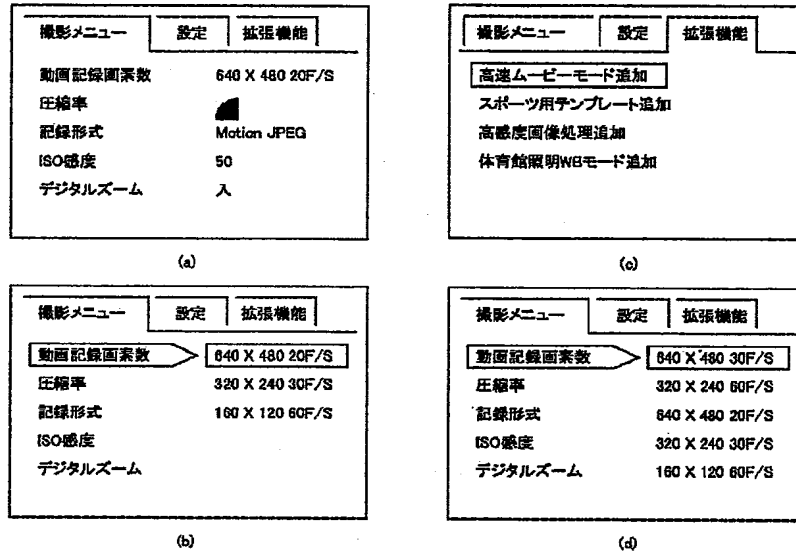 撮影メニュー 設定 拡張機能
動画記録画素数 640 X 480 20F/S
圧縮率
記録形式 Motion JPEG
ISO感度 50
デジタルズーム 入
(a)
撮影メニュー 設定 拡張機能
高速ムービーモード追加
スポーツ用テンプレート追加
高感度画像処理追加
体育館照明WBモード追加
(c)
撮影メニュー 設定 拡張機能
動画記録画素数 640 X 480 20F/S
圧縮率 320 X 240 30F/S
記録形式 160 X 120 60F/S
ISO感度
デジタルズーム
(b)
撮影メニュー 設定 拡張機能
動画記録画素数 640 X 480 30F/S
圧縮率 320 X 240 60F/S
記録形式 640 X 480 20F/S
ISO感度 320 X 240 30F/S
デジタルズーム 160 X 120 60F/S
(d)